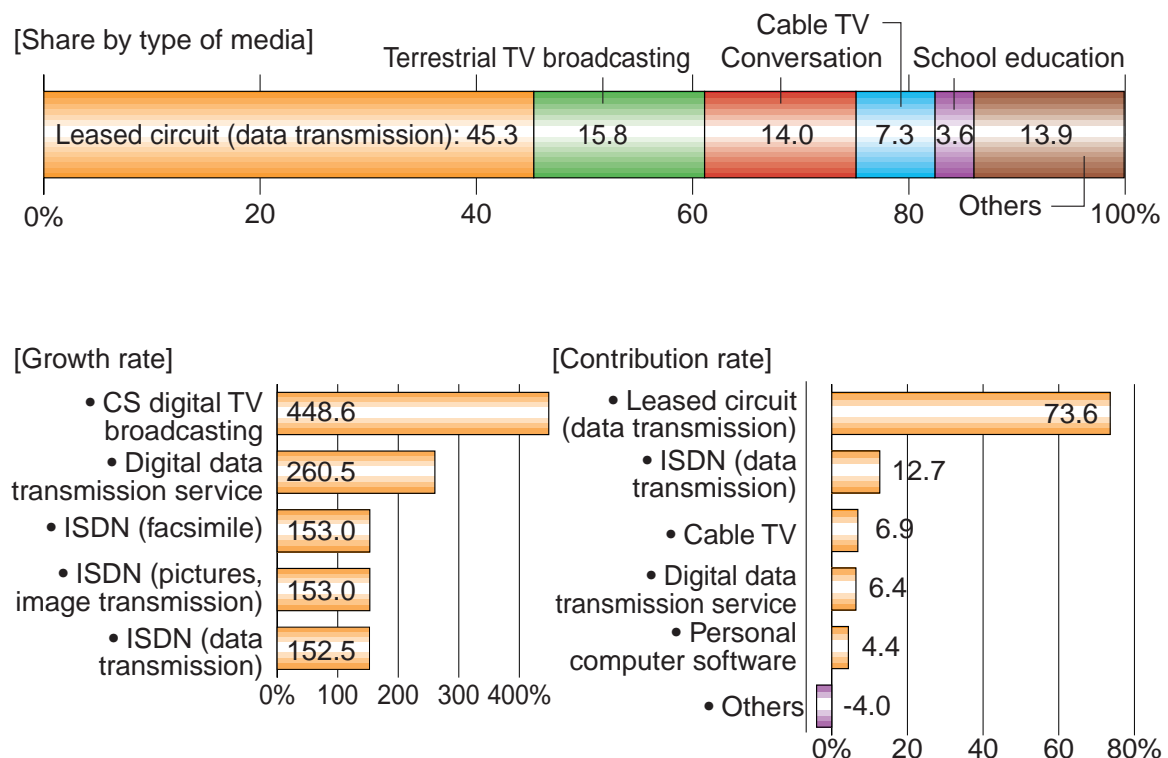 [Share by type of media]
Cable TV
Terrestrial TV broadcasting
Conversation
School education
Leased circuit (data transmission): 45.3
15.8
14.0
7.3
3.6
13.9
Others
0%
20
40
60
80
100%
[Growth rate]
• CS digital TV
broadcasting
448.6
• Digital data
transmission service
260.5
• ISDN (facsimile)
153.0
• ISDN (pictures,
image transmission)
153.0
• ISDN (data
transmission)
152.5
0%
100
200
300
400%
[Contribution rate]
• Leased circuit
(data transmission)
73.6
• ISDN (data
transmission)
12.7
• Cable TV
6.9
• Digital data
transmission service
6.4
• Personal
computer software
4.4
• Others
-4.0
0%
20
40
60
80%